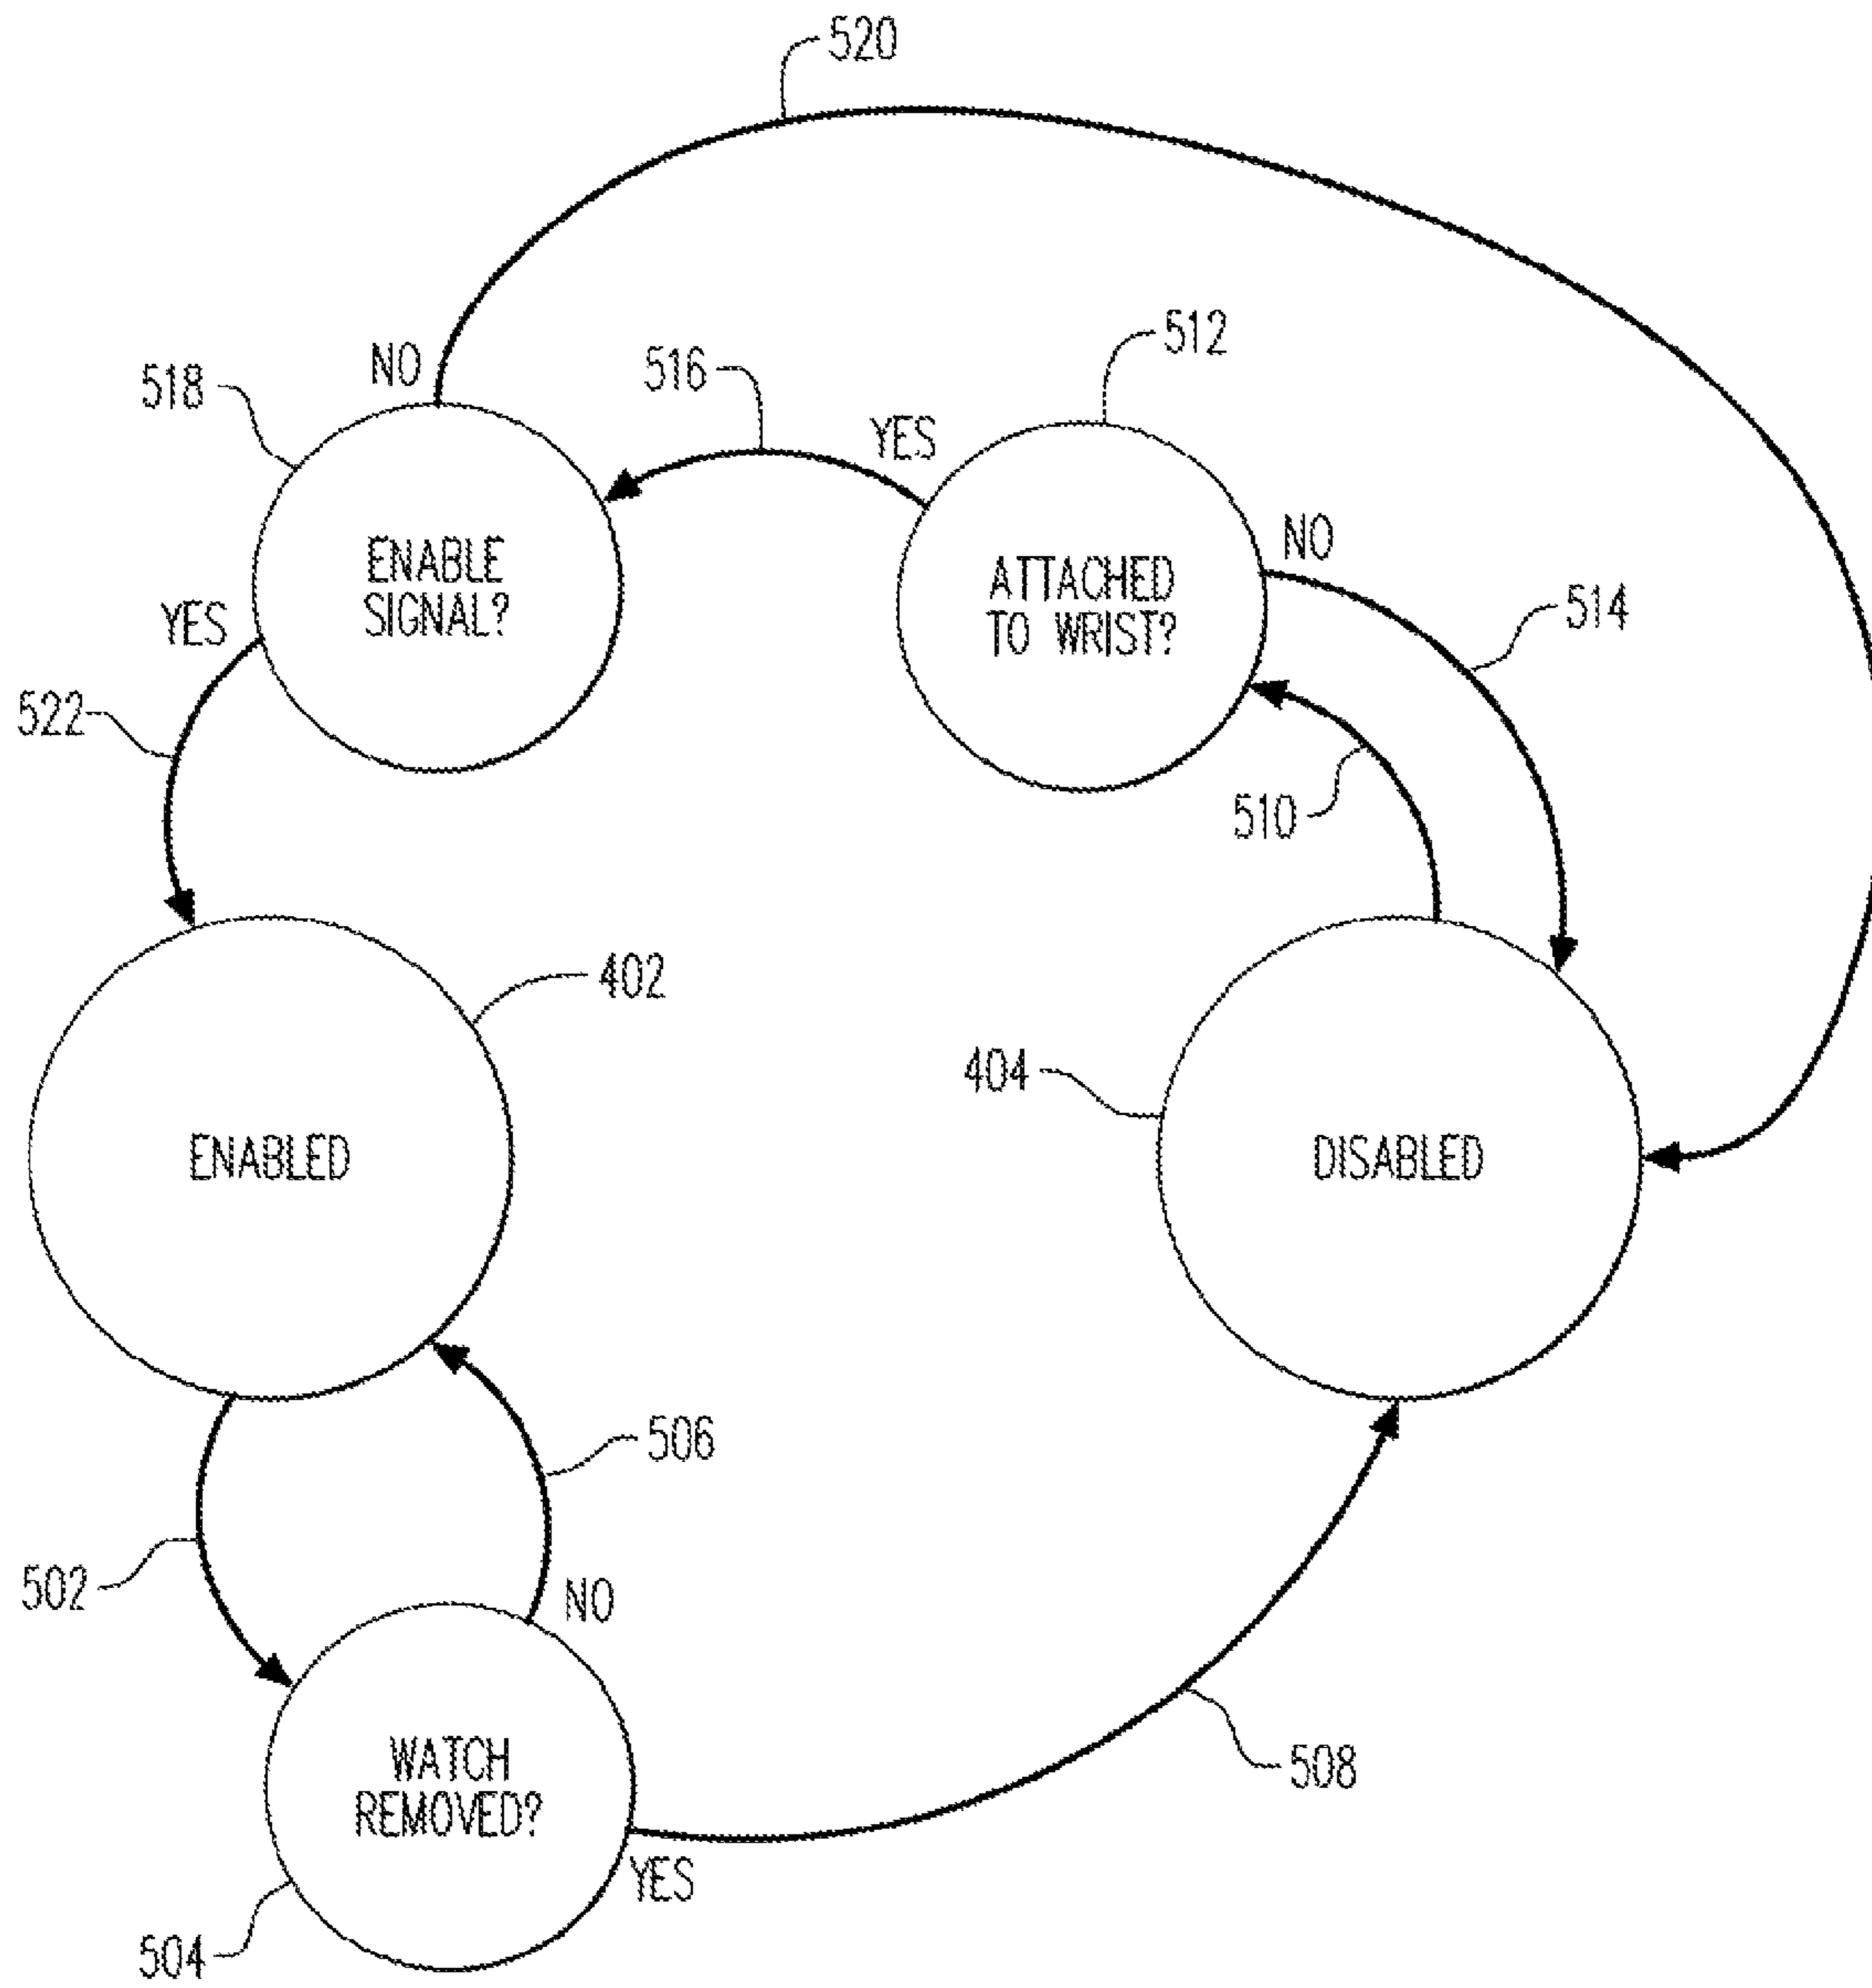 520
512
516
NO
518
YES
NO
ENABLE
SIGNAL?
ATTACHED
TO WRIST?
514
YES
522
510
402
404
ENABLED
DISABLED
506
502
NO
WATCH
REMOVED?
508
YES
504